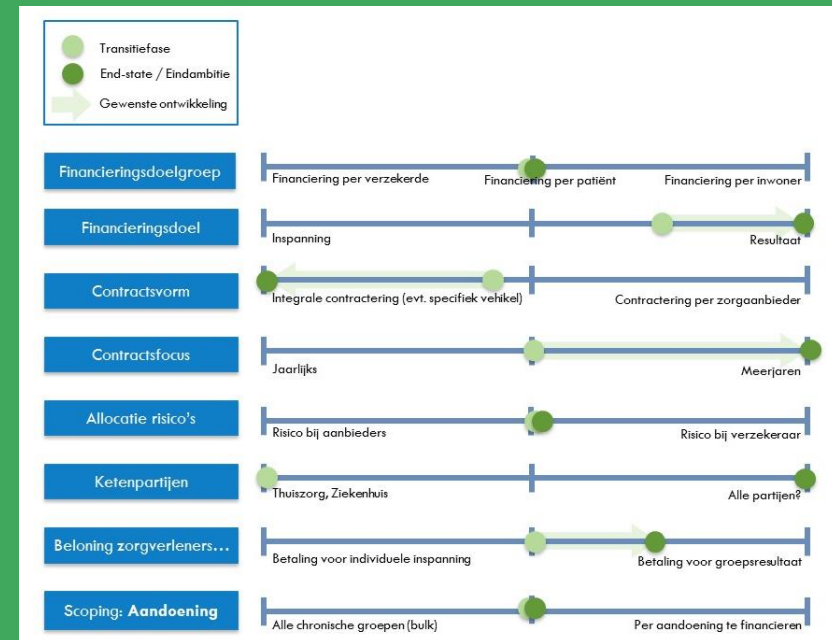 Transitiefase
End-state / Eindambitie
Gewenste ontwikkeling
Financieringsdoelgroep
Financiering per verzekerde
Financiering per patiënt
Financiering per inwoner
Financieringsdoel
Inspanning
Resultaat
Contractsvorm
Integrale contractering (evt. specifiek vehikel)
Contractering per zorgaanbieder
Contractsfocus
Jaarlijks
Meerjaren
Allocatie risico's
Risico bij aanbieders
Risico bij verzekeraar
Ketenpartijen
Thuiszorg, Ziekenhuis
Alle partijen?
Beloning zorgverleners...
Betaling voor individuele inspanning
Betaling voor groepsresultaat
Scoping: Aandoening
Alle chronische groepen (bulk)
Per aandoening te financieren